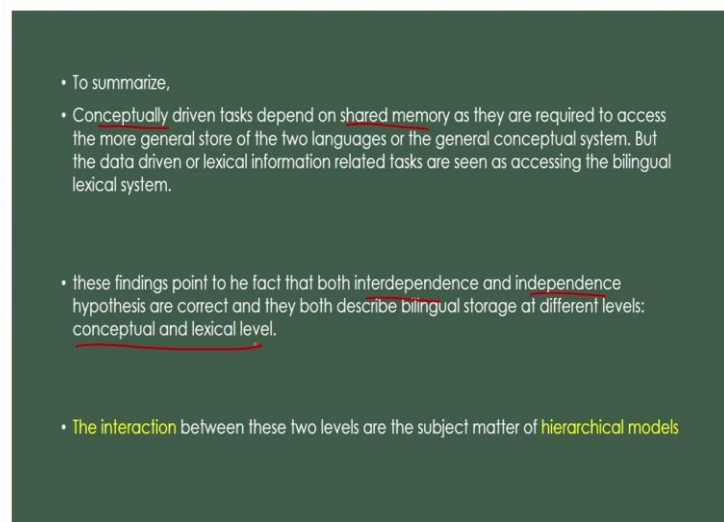 • To summarize,
• Conceptually driven tasks depend on shared memory as they are required to access
the more general store of the two languages or the general conceptual system. But
the data driven or lexical information related tasks are seen as accessing the bilingual
lexical system.
• these findings point to he fact that both interdependence and independence
hypothesis are correct and they both describe bilingual storage at different levels:
conceptual and lexical level.
• The interaction between these two levels are the subject matter of hierarchical models